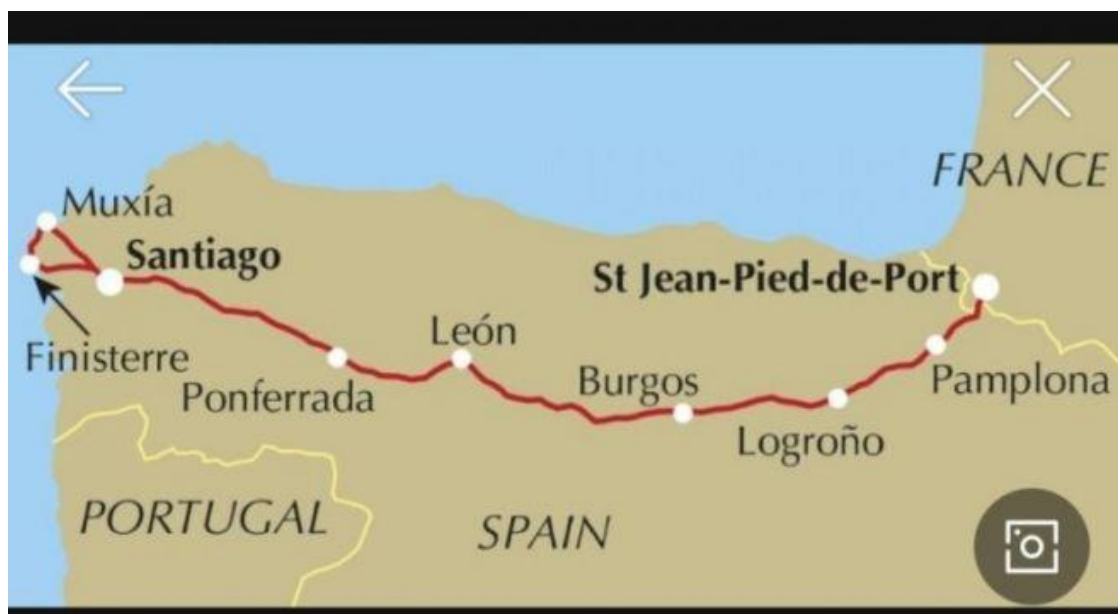 FRANCE
Muxía
Santiago
St Jean-Pied-de-Port
León
Finisterre
Ponferrada
Burgos
Pamplona
Logroño
PORTUGAL
SPAIN